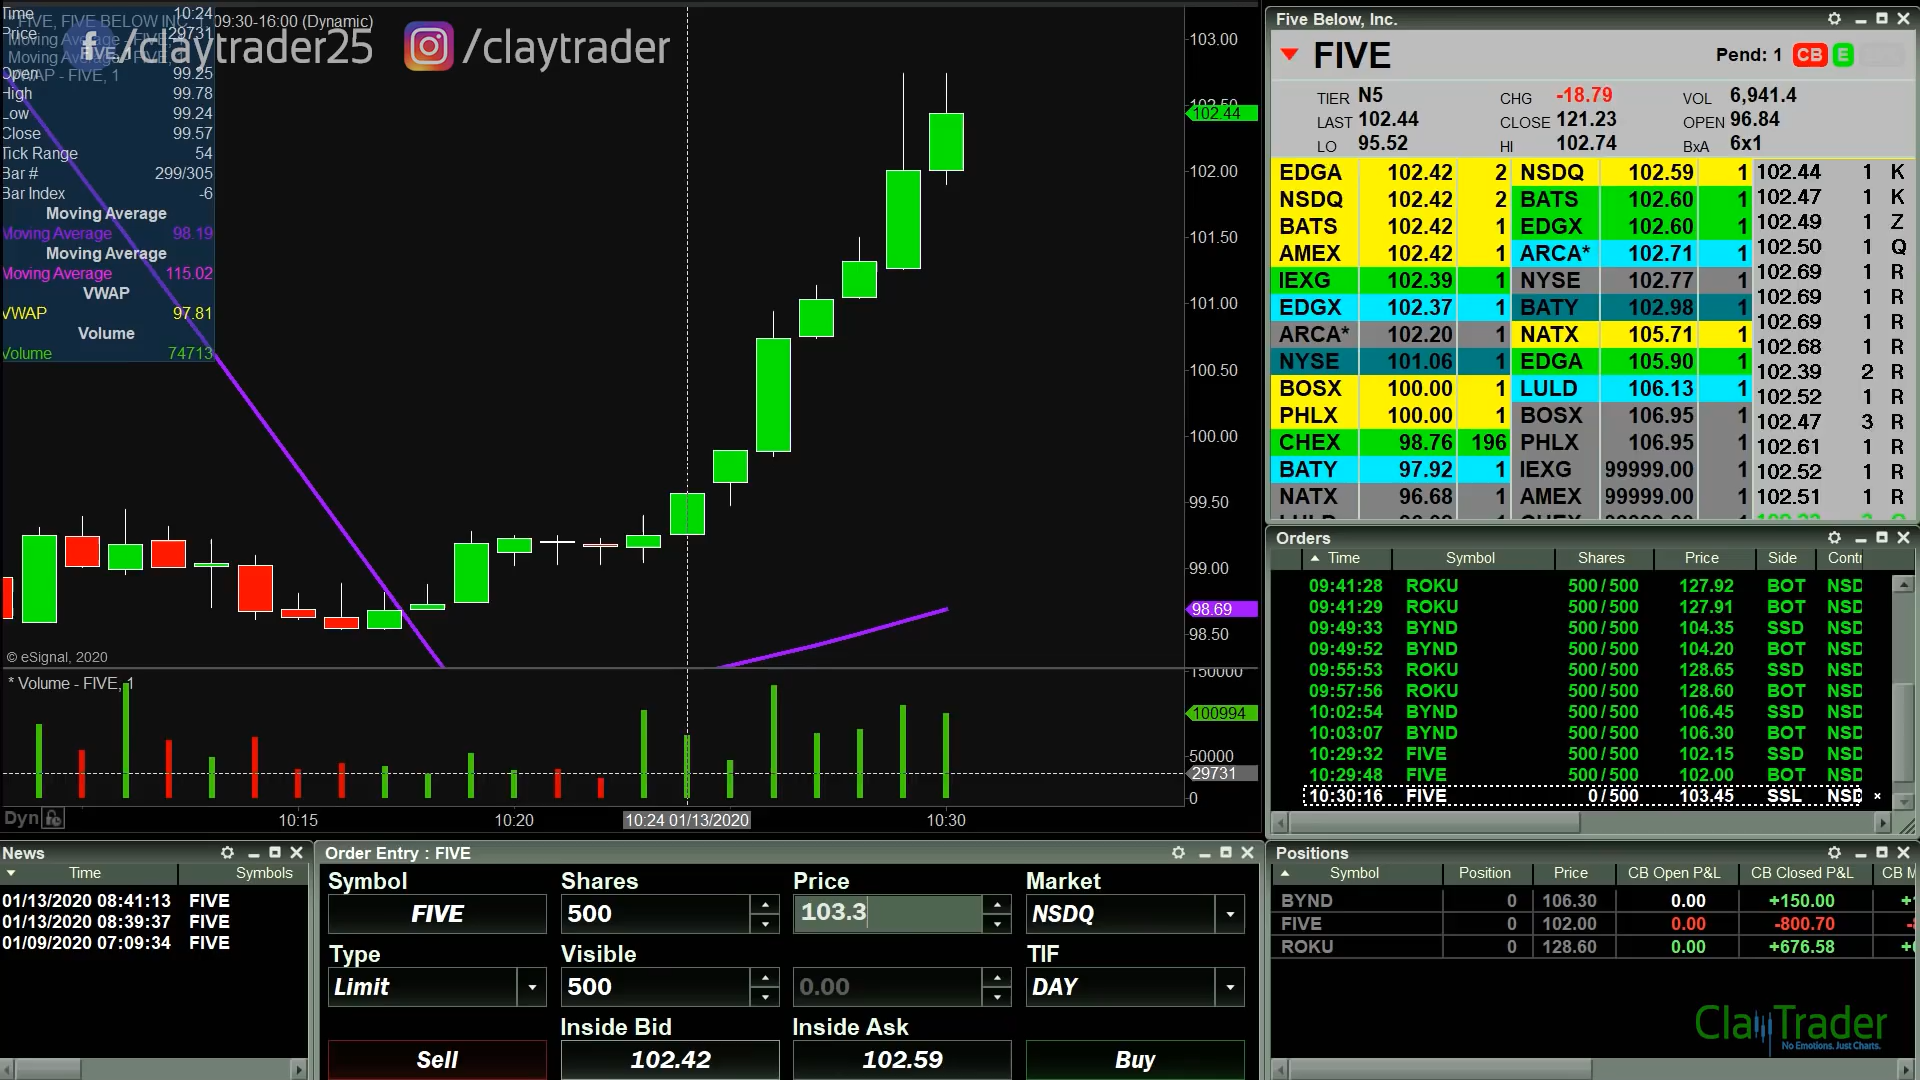 FIVE, FIVE BELOW INC, 1, 09:30-16:00 (Dynamic)
/claytrader25 /claytrader
Time 10:24
Price 129731
Open 99.25
High 99.78
Low 99.24
Close 99.57
Tick Range 54
Bar # 299/305
Bar Index -6
Moving Average
Moving Average 98.19
Moving Average
Moving Average 115.02
VWAP
VWAP 97.81
Volume
Volume 74713
103.00
102.44
102.00
101.50
101.00
100.50
100.00
99.50
99.00
98.69
98.50
© eSignal, 2020
* Volume - FIVE, 1
150000
100994
50000
29731
0
Dyn
10:15
10:20
10:24 01/13/2020
10:30
Five Below, Inc.
FIVE Pend: 1 CB E
TIER N5 CHG -18.79 VOL 6,941.4
LAST 102.44 CLOSE 121.23 OPEN 96.84
LO 95.52 HI 102.74 BxA 6x1
EDGA 102.42 2 NSDQ 102.59 1
NSDQ 102.42 2 BATS 102.60 1
BATS 102.42 1 EDGX 102.60 1
AMEX 102.42 1 ARCA* 102.71 1
IEXG 102.39 1 NYSE 102.77 1
EDGX 102.37 1 BATY 102.98 1
ARCA* 102.20 1 NATX 105.71 1
NYSE 101.06 1 EDGA 105.90 1
BOSX 100.00 1 LULD 106.13 1
PHLX 100.00 1 BOSX 106.95 1
CHEX 98.76 196 PHLX 106.95 1
BATY 97.92 1 IEXG 99999.00 1
NATX 96.68 1 AMEX 99999.00 1
102.44 1 K
102.47 1 K
102.49 1 Z
102.50 1 Q
102.69 1 R
102.69 1 R
102.69 1 R
102.68 1 R
102.39 2 R
102.52 1 R
102.47 3 R
102.61 1 R
102.52 1 R
102.51 1 R
Orders
Time Symbol Shares Price Side Contr
09:41:28 ROKU 500/500 127.92 BOT NSD
09:41:29 ROKU 500/500 127.91 BOT NSD
09:49:33 BYND 500/500 104.35 SSD NSD
09:49:52 BYND 500/500 104.20 BOT NSD
09:55:53 ROKU 500/500 128.65 SSD NSD
09:57:56 ROKU 500/500 128.60 BOT NSD
10:02:54 BYND 500/500 106.45 SSD NSD
10:03:07 BYND 500/500 106.30 BOT NSD
10:29:32 FIVE 500/500 102.15 SSD NSD
10:29:48 FIVE 500/500 102.00 BOT NSD
10:30:16 FIVE 0/500 103.45 SSL NSD
News
Time Symbols
01/13/2020 08:41:13 FIVE
01/13/2020 08:39:37 FIVE
01/09/2020 07:09:34 FIVE
Order Entry : FIVE
Symbol Shares Price Market
FIVE 500 103.3 NSDQ
Type Visible TIF
Limit 500 0.00 DAY
Inside Bid Inside Ask
Sell 102.42 102.59 Buy
Positions
Symbol Position Price CB Open P&L CB Closed P&L CB M
BYND 0 106.30 0.00 +150.00
FIVE 0 102.00 0.00 -800.70
ROKU 0 128.60 0.00 +676.58
ClayTrader
No Emotions. Just Charts.